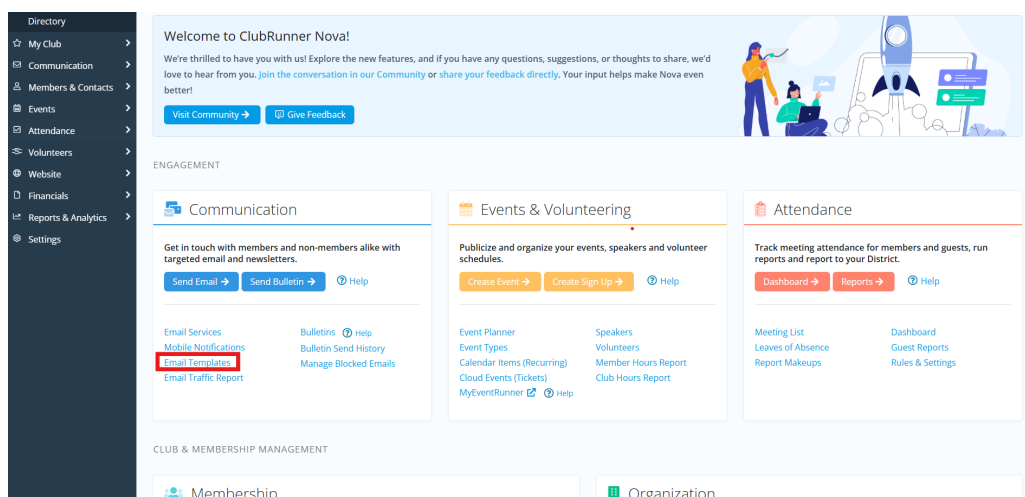 Directory
My Club
Communication
Members & Contacts
Events
Attendance
Volunteers
Website
Financials
Reports & Analytics
Settings
Welcome to ClubRunner Nova!
We're thrilled to have you with us! Explore the new features, and if you have any questions, suggestions, or thoughts to share, we'd
love to hear from you. Join the conversation in our Community or share your feedback directly. Your input helps make Nova even
better!
Visit Community → Give Feedback
ENGAGEMENT
Communication
Get in touch with members and non-members alike with
targeted email and newsletters.
Send Email → Send Bulletin → ? Help
Email Services
Mobile Notifications
Email Templates
Email Traffic Report
Bulletins ? Help
Bulletin Send History
Manage Blocked Emails
Events & Volunteering
Publicize and organize your events, speakers and volunteer
schedules.
Create Event → Create Sign Up → ? Help
Event Planner
Event Types
Calendar Items (Recurring)
Cloud Events (Tickets)
MyEventRunner ? Help
Speakers
Volunteers
Member Hours Report
Club Hours Report
Attendance
Track meeting attendance for members and guests, run
reports and report to your District.
Dashboard → Reports → ? Help
Meeting List
Leaves of Absence
Report Makeups
Dashboard
Guest Reports
Rules & Settings
CLUB & MEMBERSHIP MANAGEMENT
Membership
Organization